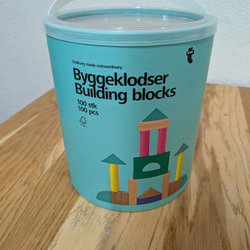 Ordinary made extraordinary
Byggeklodser
Building blocks
100 stk
100 pcs